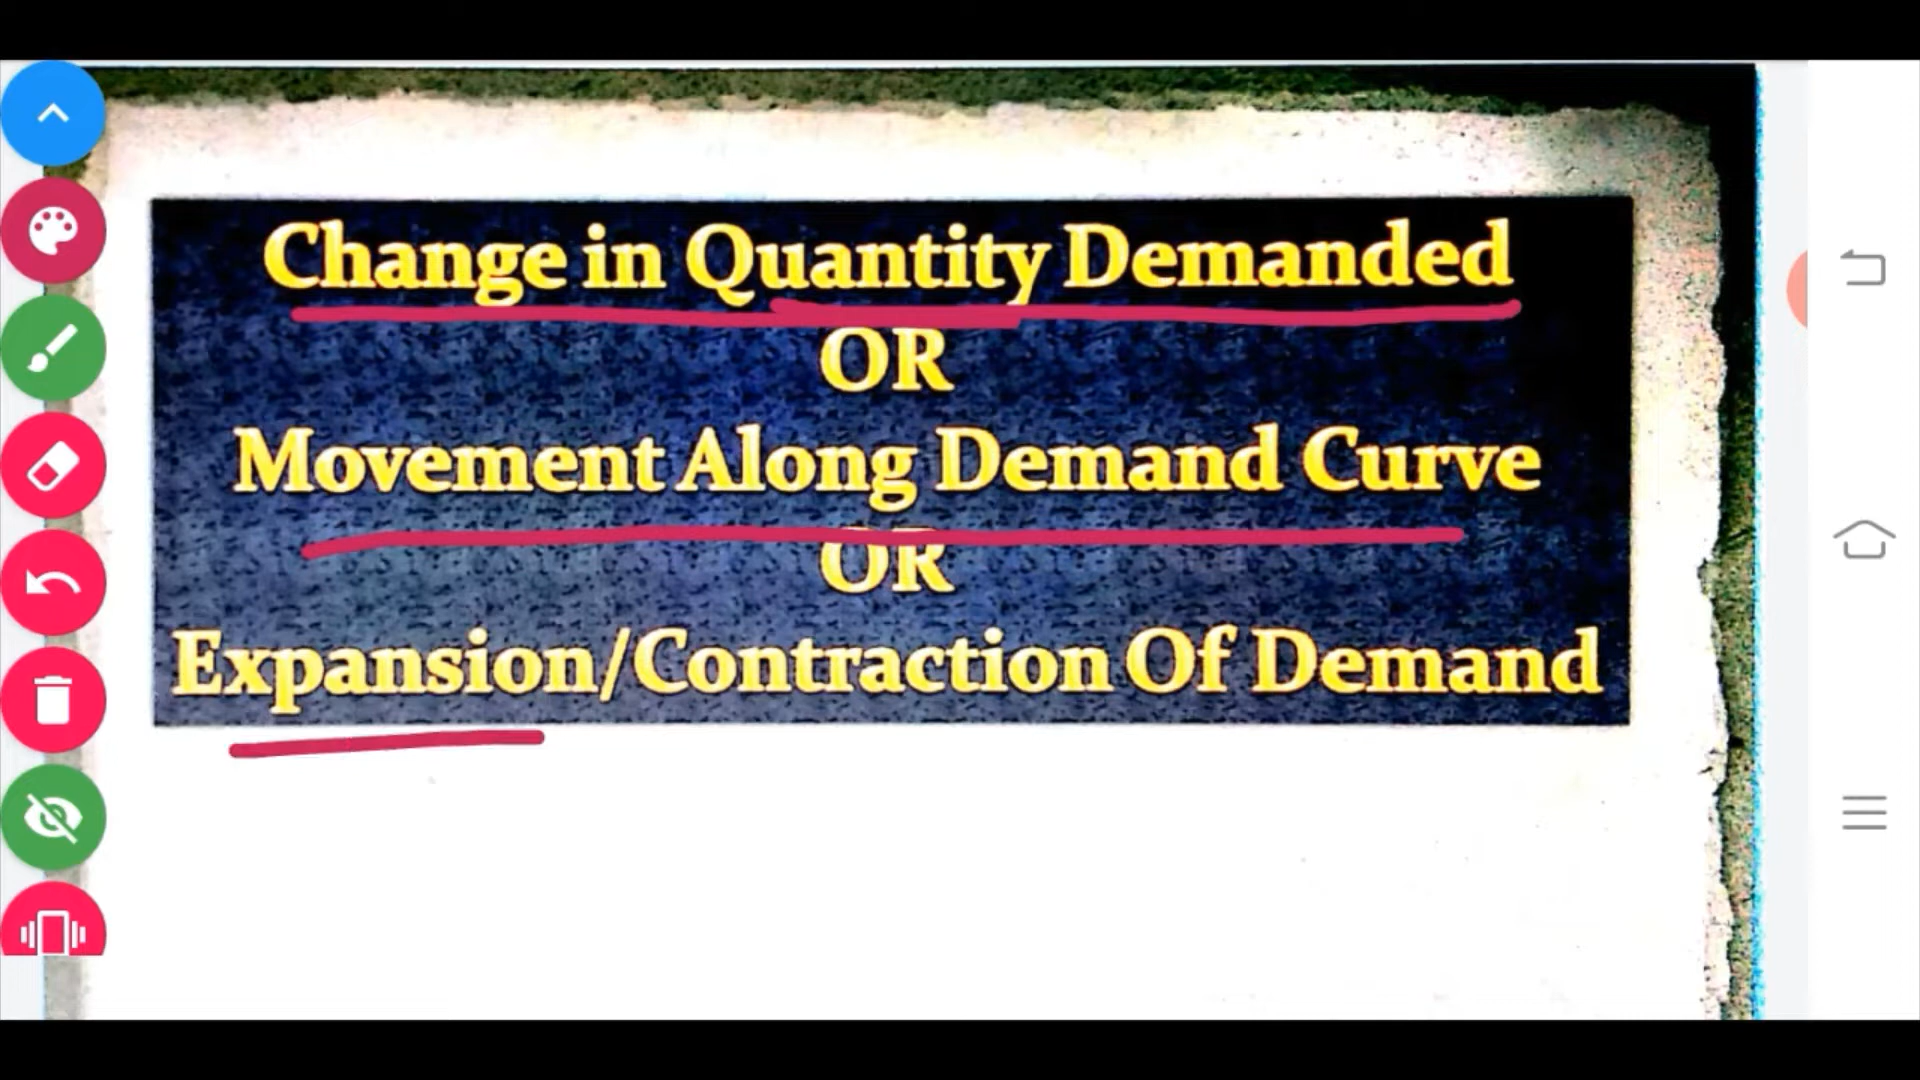 Change in Quantity Demanded
OR
Movement Along Demand Curve
OR
Expansion/Contraction Of Demand